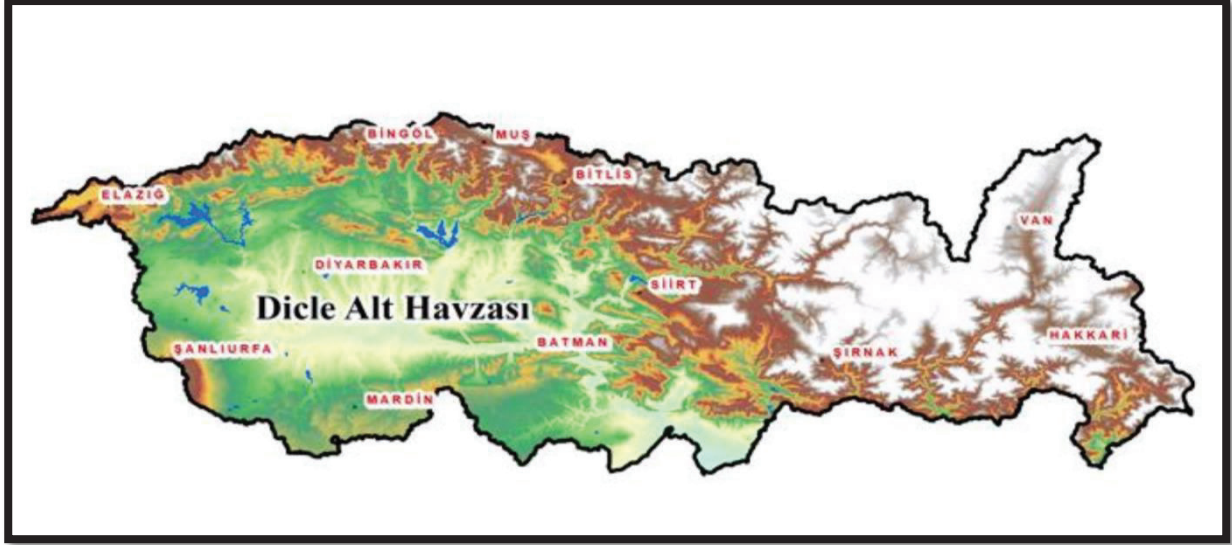 BİNGÖL
MUŞ
BİTLİS
ELAZIĞ
VAN
DİYARBAKIR
SİİRT
Dicle Alt Havzası
HAKKARİ
BATMAN
ŞANLIURFA
ŞIRNAK
MARDİN